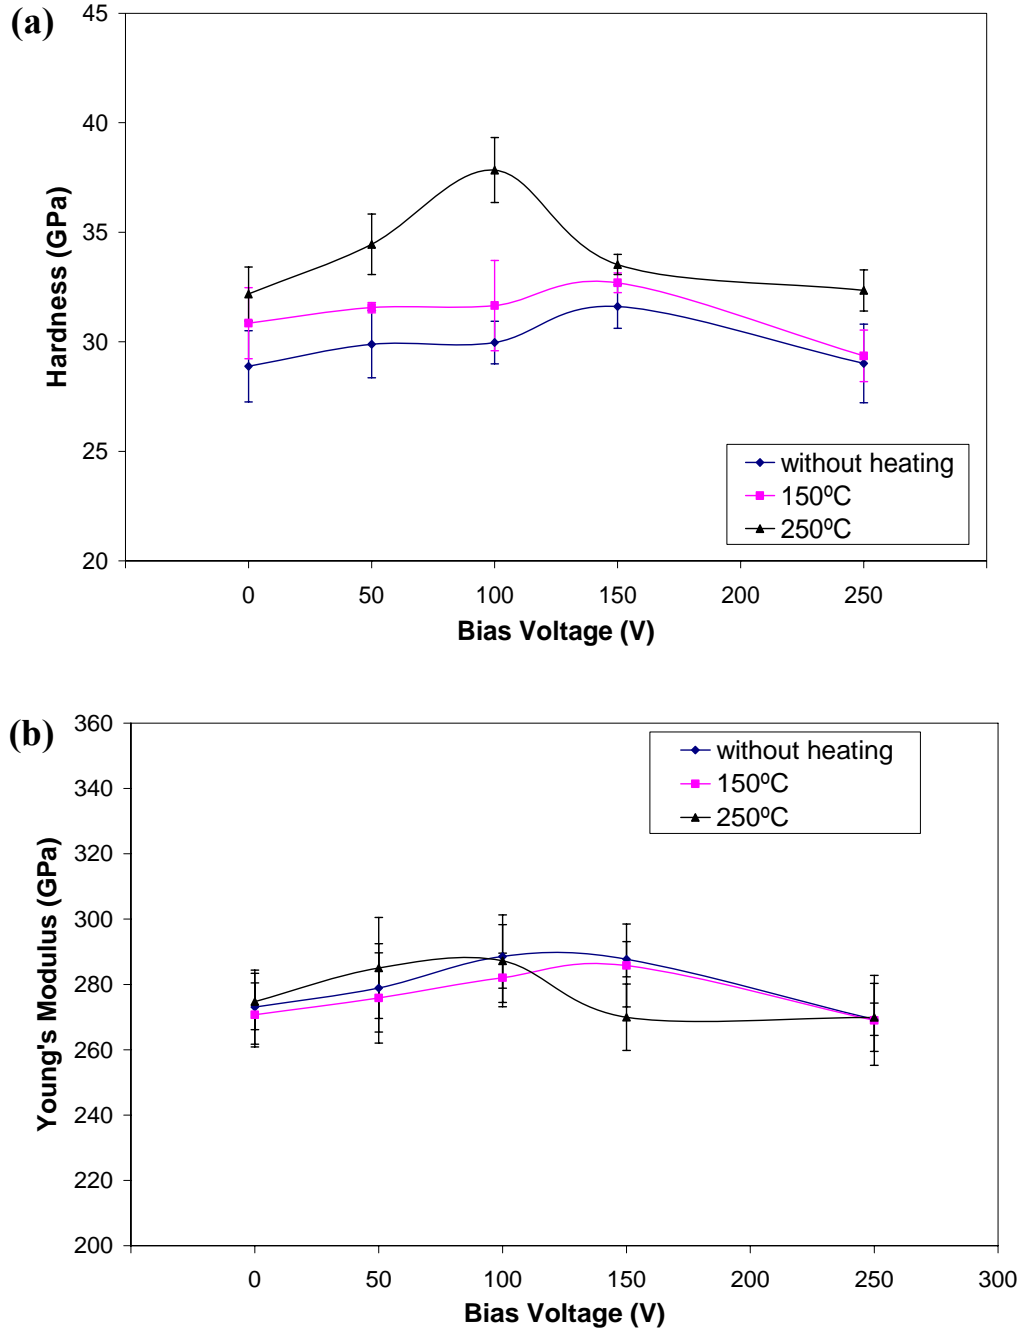 (a)
45
40
35
30
25
20
Hardness (GPa)
without heating
150ºC
250ºC
0 50 100 150 200 250
Bias Voltage (V)
(b)
360
340
320
300
280
260
240
220
200
Young's Modulus (GPa)
without heating
150ºC
250ºC
0 50 100 150 200 250 300
Bias Voltage (V)